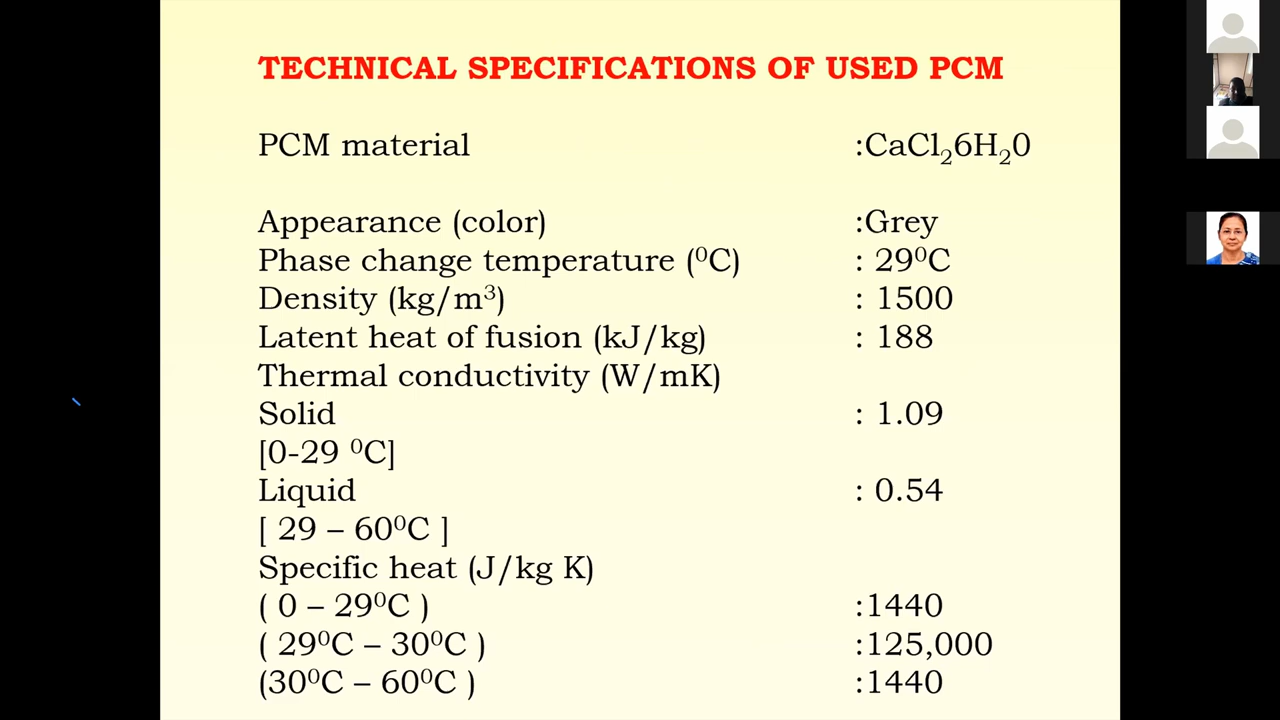 TECHNICAL SPECIFICATIONS OF USED PCM
PCM material :CaCl₂6H₂0
Appearance (color) :Grey
Phase change temperature (⁰C) : 29⁰C
Density (kg/m³) : 1500
Latent heat of fusion (kJ/kg) : 188
Thermal conductivity (W/mK)
Solid : 1.09
[0-29 ⁰C]
Liquid : 0.54
[ 29 – 60⁰C ]
Specific heat (J/kg K)
( 0 – 29⁰C ) :1440
( 29⁰C – 30⁰C ) :125,000
(30⁰C – 60⁰C ) :1440